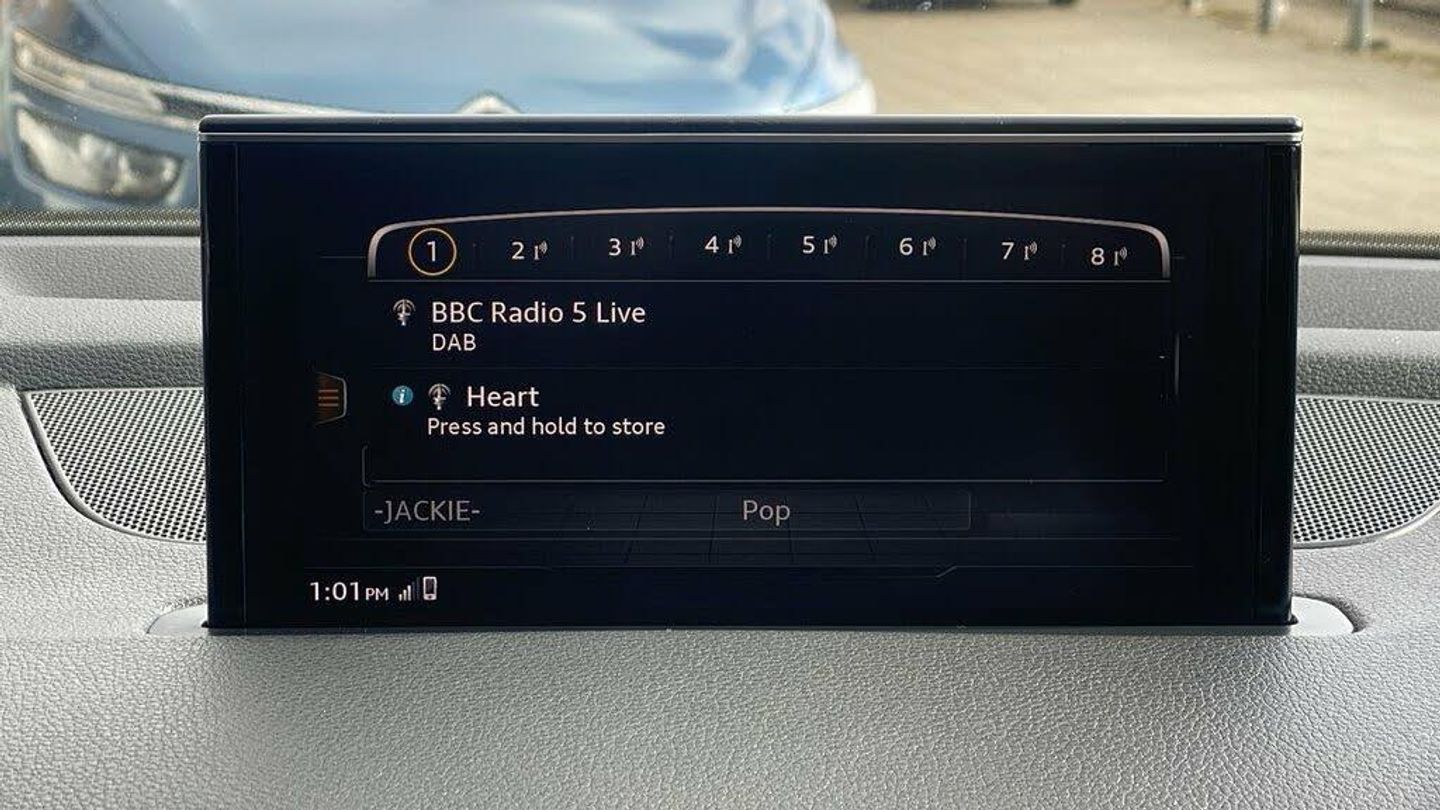 1 2 3 4 5 6 7 8
BBC Radio 5 Live
DAB
i Heart
Press and hold to store
-JACKIE- Pop
1:01 PM